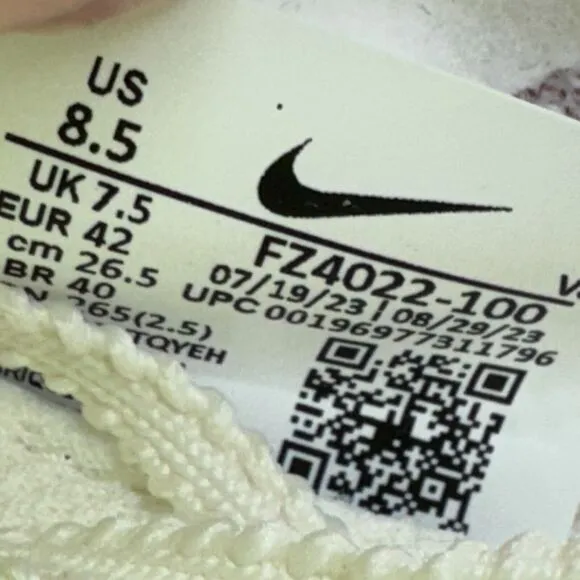 US
8.5
UK 7.5
EUR 42
cm 26.5
BR 40
265(2.5)
TQYEH
FZ4022-100
07/19/23 | 08/29/23
UPC 00196977311796